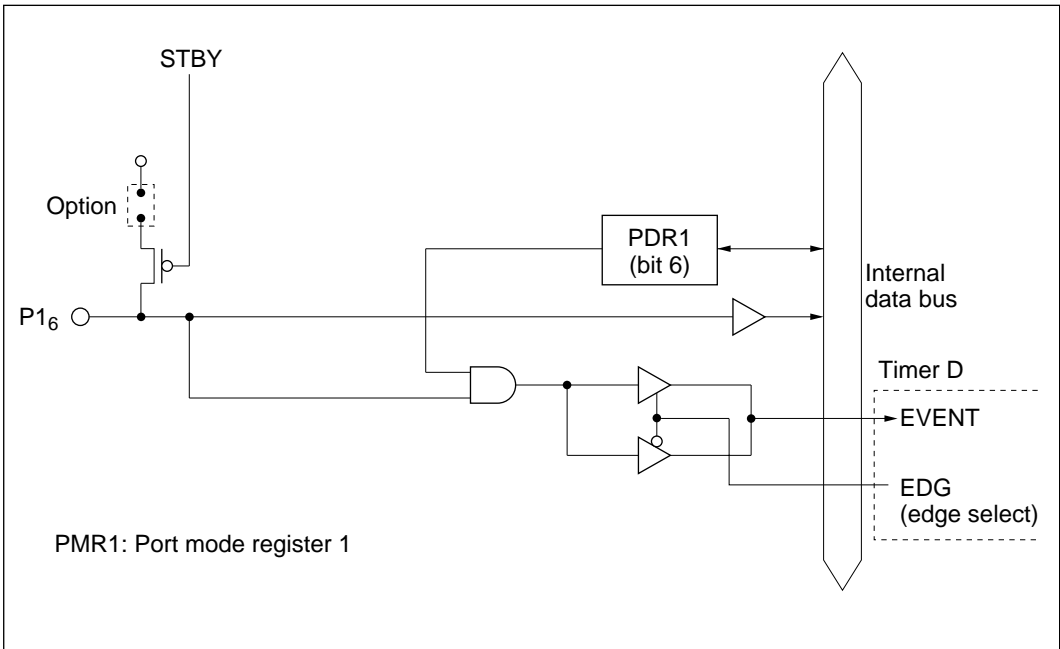 STBY
Option
PDR1
(bit 6)
Internal
data bus
P1₆
Timer D
EVENT
EDG
(edge select)
PMR1: Port mode register 1